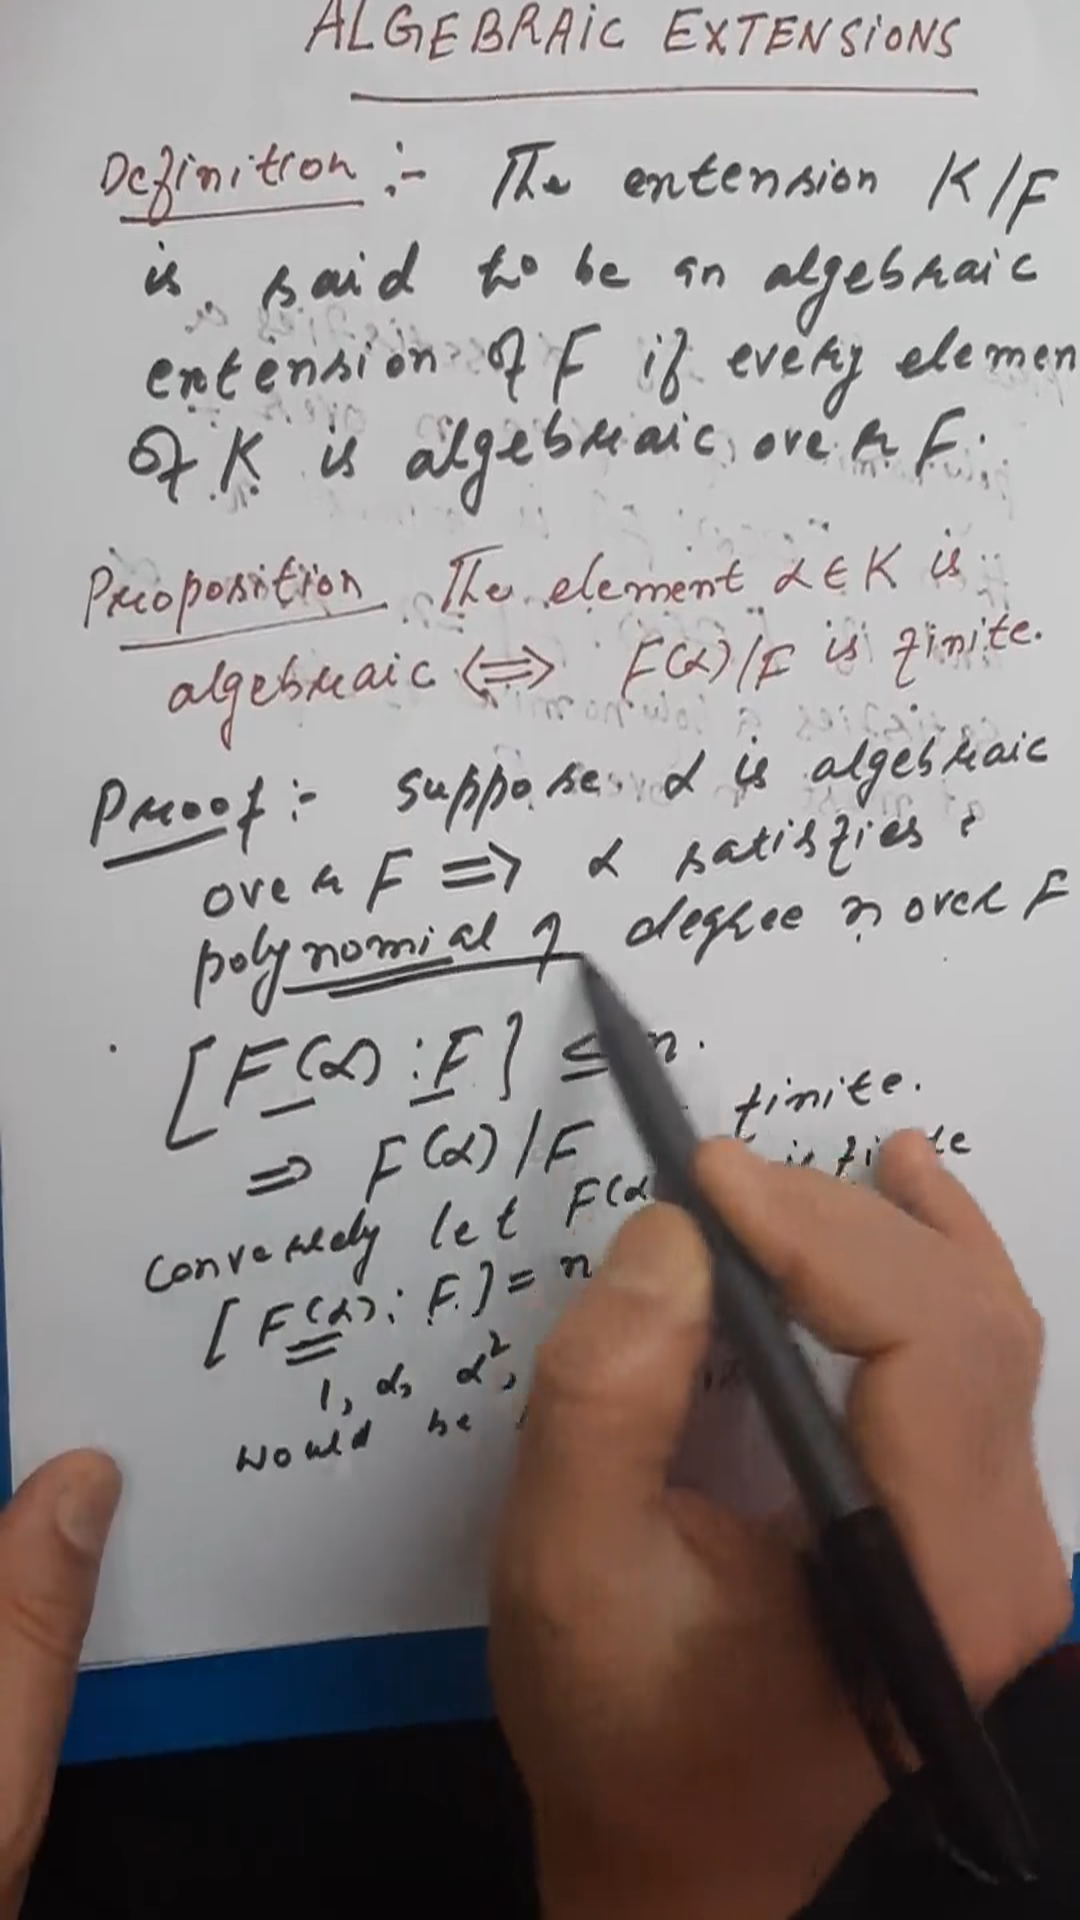 ALGEBRAIC EXTENSIONS
Definition :- The extension K/F
is said to be an algebraic
extension of F if every elemen
of K is algebraic over F.
Proposition The element α ∈ K is
algebraic ⇔ F(α)/F is finite.
Proof :- suppose α is algebraic
over F ⇒ α satisfies
polynomial of degree n over F
[F(α) : F] ≤ n.
⇒ F(α)/F finite.
Conversely let F(α is finite
[F(α) : F] = n
1, α, α²,
would be